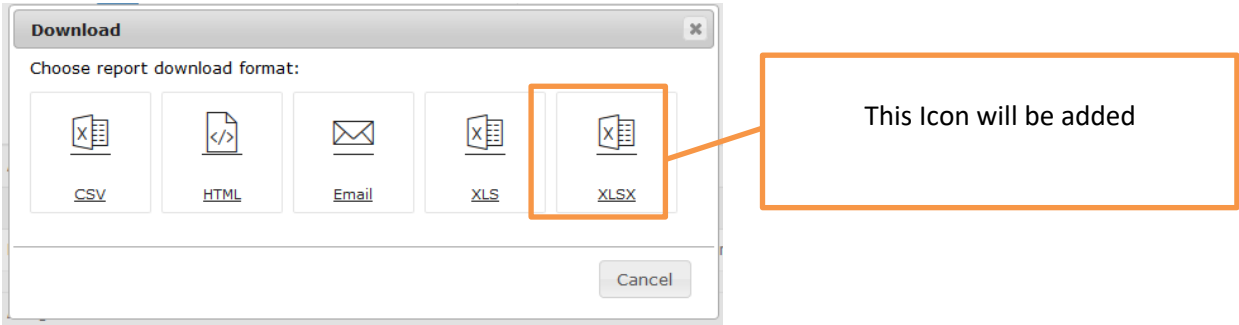 Download
Choose report download format:
CSV HTML Email XLS XLSX
Cancel
This Icon will be added